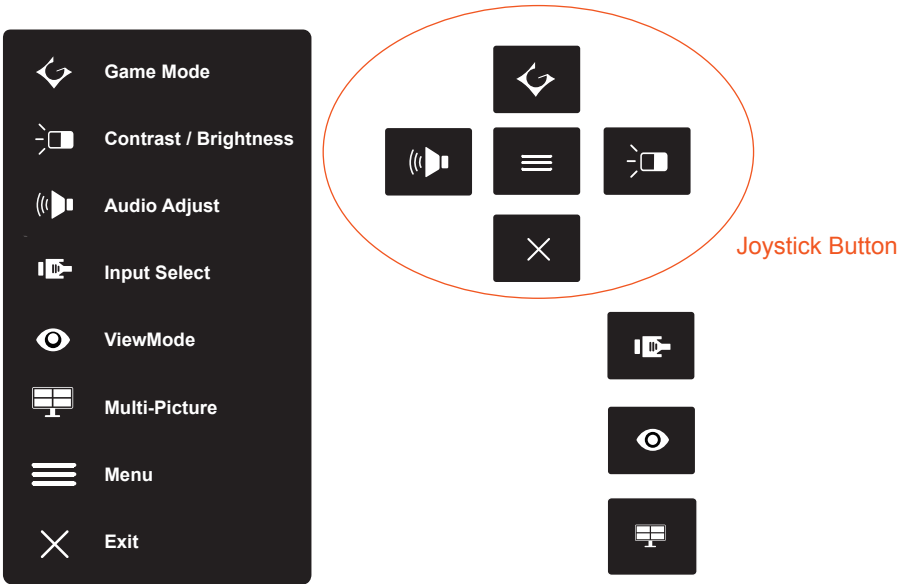 Game Mode
Contrast / Brightness
Audio Adjust
Input Select
ViewMode
Multi-Picture
Menu
Exit
Joystick Button